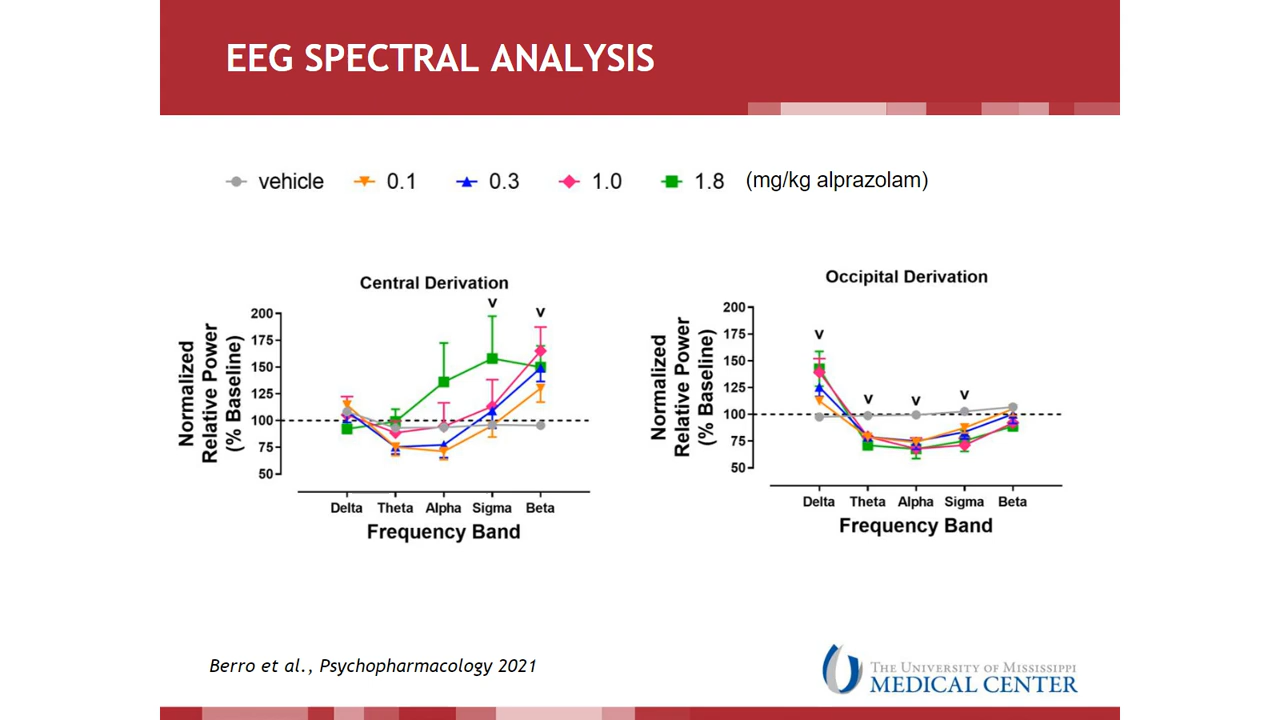 EEG SPECTRAL ANALYSIS
vehicle 0.1 0.3 1.0 1.8 (mg/kg alprazolam)
Central Derivation
Normalized
Relative Power
(% Baseline)
200
175
150
125
100
75
50
v v
Delta Theta Alpha Sigma Beta
Frequency Band
Occipital Derivation
Normalized
Relative Power
(% Baseline)
200
175
150
125
100
75
50
v v v v
Delta Theta Alpha Sigma Beta
Frequency Band
Berro et al., Psychopharmacology 2021
THE UNIVERSITY OF MISSISSIPPI
MEDICAL CENTER